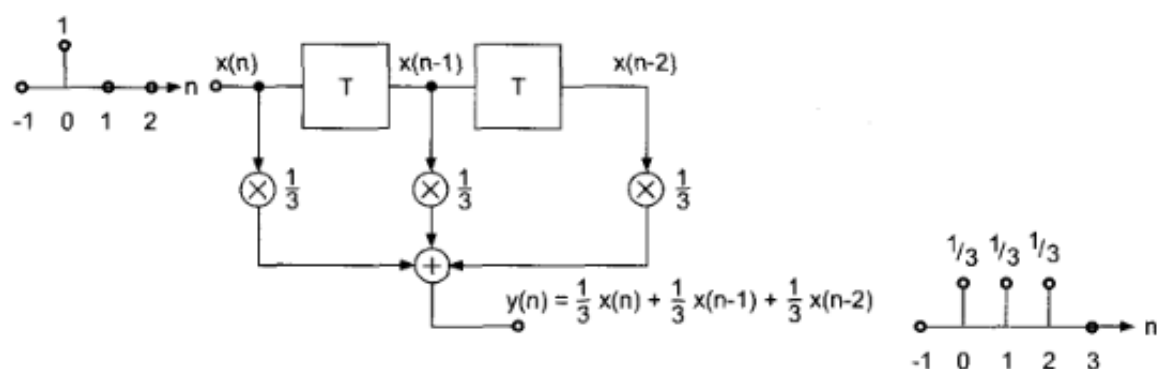 1
n
-1 0 1 2
x(n) T x(n-1) T x(n-2)
1/3 1/3 1/3
y(n) = 1/3 x(n) + 1/3 x(n-1) + 1/3 x(n-2)
1/3 1/3 1/3
n
-1 0 1 2 3